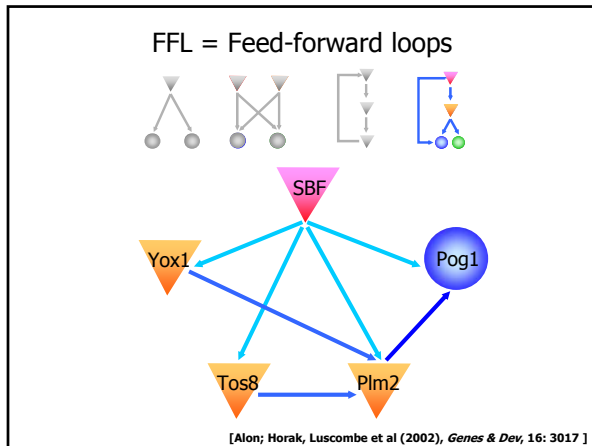 FFL = Feed-forward loops
SBF
Yox1
Pog1
Tos8
Plm2
[Alon; Horak, Luscombe et al (2002), Genes & Dev, 16: 3017 ]